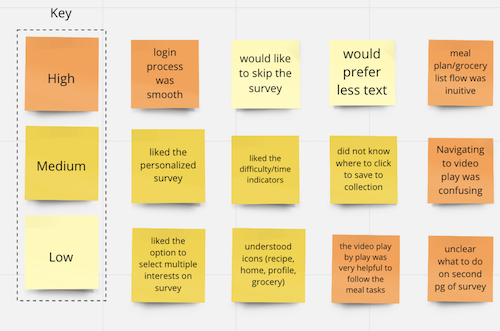 Key
High
login
process
was
smooth
would like
to skip the
survey
would
prefer
less text
meal
plan/grocery
list flow was
inuitive
Medium
liked the
personalized
survey
liked the
difficulty/time
indicators
did not know
where to click
to save to
collection
Navigating
to video
play was
confusing
Low
liked the
option to
select multiple
interests on
survey
understood
icons (recipe,
home, profile,
grocery)
the video play
by play was
very helpful to
follow the
meal tasks
unclear
what to do
on second
pg of survey